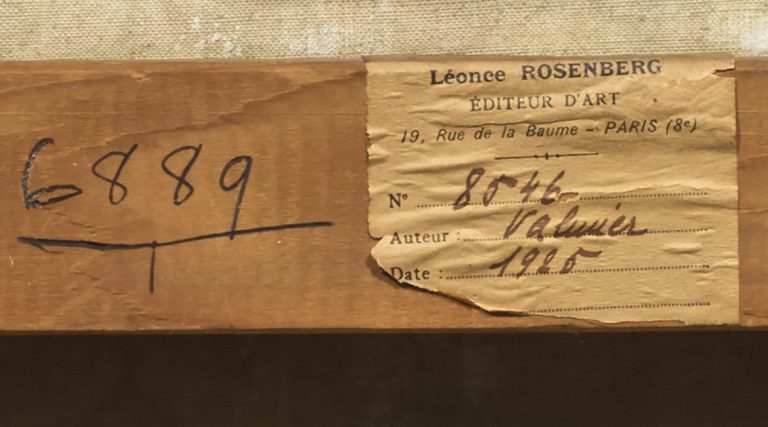 6889
Léonce ROSENBERG
ÉDITEUR D'ART
19, Rue de la Baume - PARIS (8e)
N° 8546
Auteur : Valmier
Date : 1925